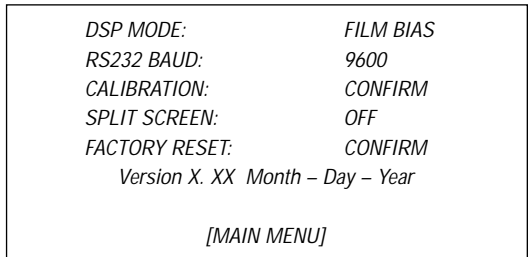 DSP MODE: FILM BIAS
RS232 BAUD: 9600
CALIBRATION: CONFIRM
SPLIT SCREEN: OFF
FACTORY RESET: CONFIRM
Version X. XX Month – Day – Year
[MAIN MENU]